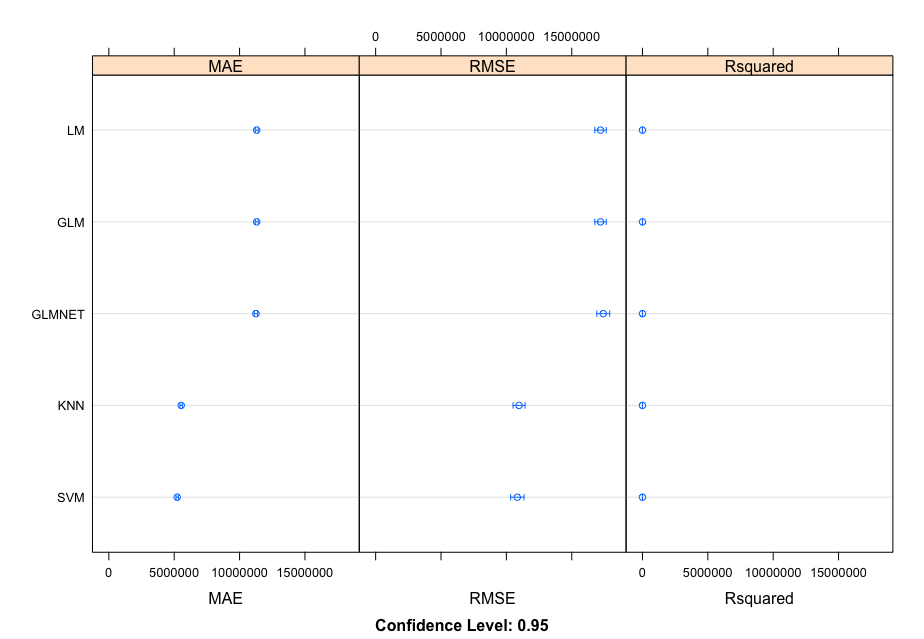 0 5000000 10000000 15000000
MAE RMSE Rsquared
LM
GLM
GLMNET
KNN
SVM
0 5000000 10000000 15000000 0 5000000 10000000 15000000
MAE RMSE Rsquared
Confidence Level: 0.95